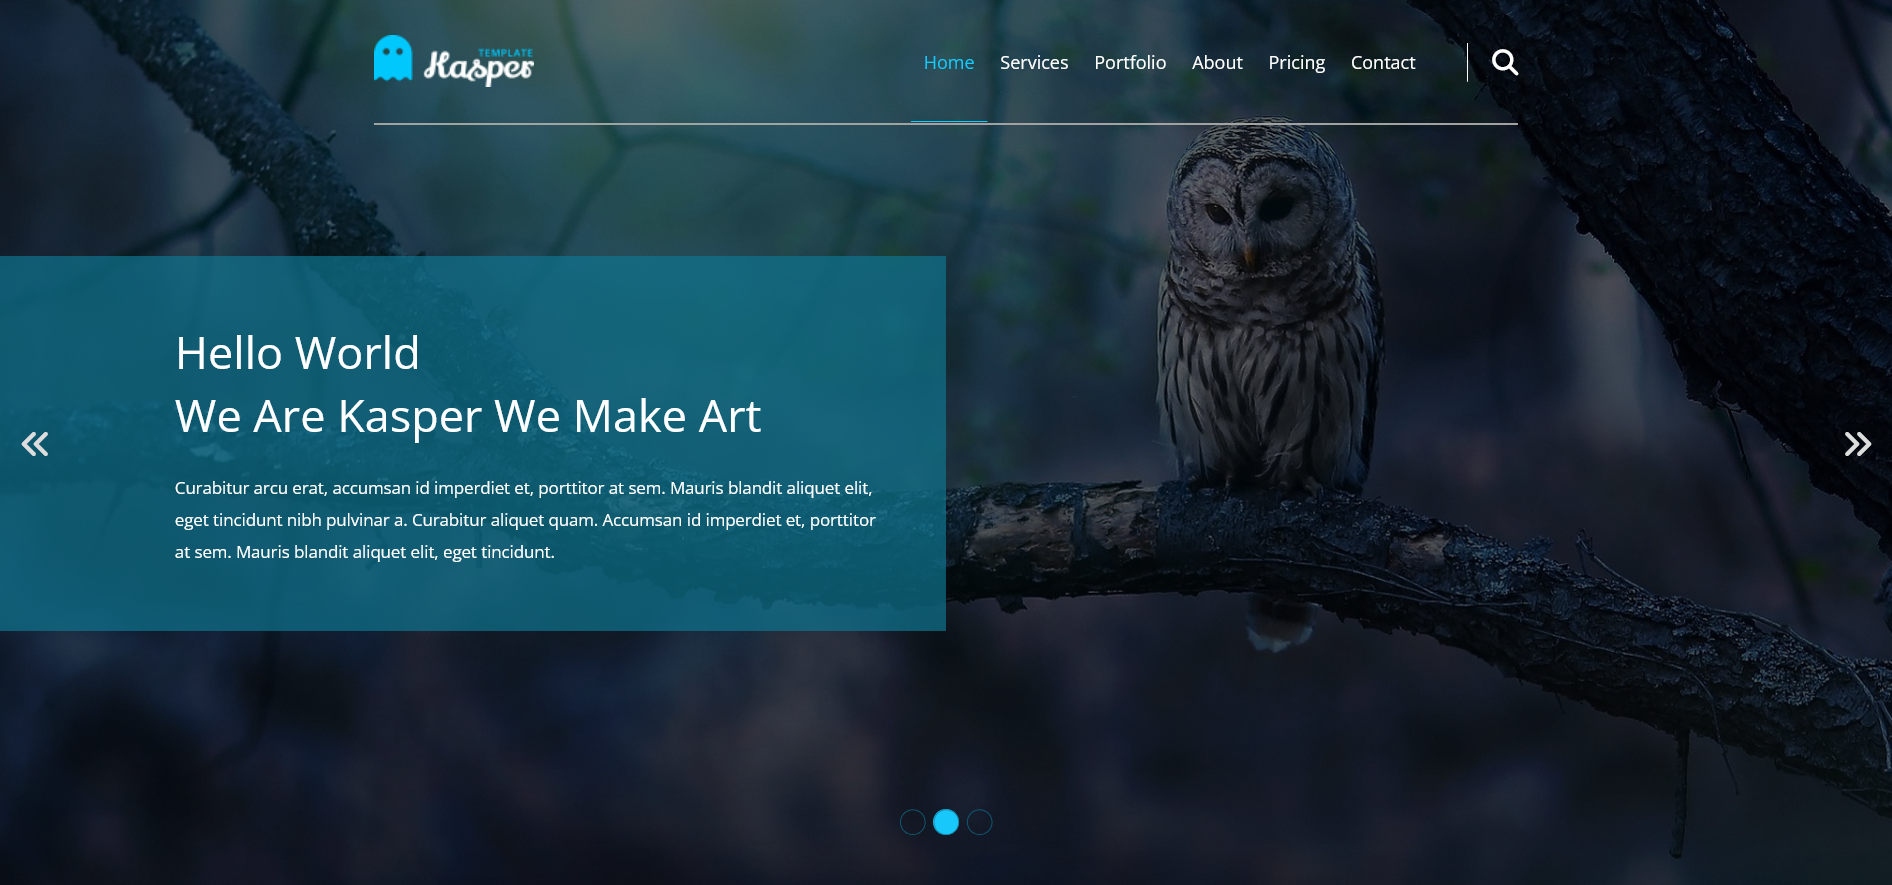 TEMPLATE
Kasper
Home Services Portfolio About Pricing Contact
Hello World
We Are Kasper We Make Art
Curabitur arcu erat, accumsan id imperdiet et, porttitor at sem. Mauris blandit aliquet elit,
eget tincidunt nibh pulvinar a. Curabitur aliquet quam. Accumsan id imperdiet et, porttitor
at sem. Mauris blandit aliquet elit, eget tincidunt.